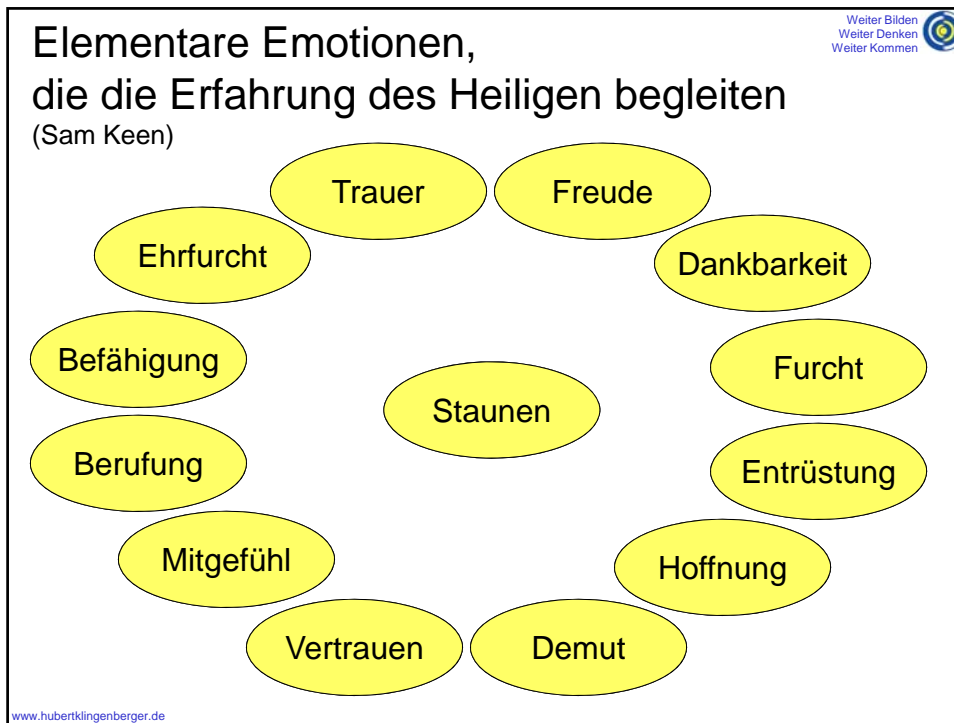 Elementare Emotionen,
die die Erfahrung des Heiligen begleiten
(Sam Keen)
Weiter Bilden
Weiter Denken
Weiter Kommen
Trauer
Freude
Ehrfurcht
Dankbarkeit
Befähigung
Furcht
Staunen
Berufung
Entrüstung
Mitgefühl
Hoffnung
Vertrauen
Demut
www.hubertklingenberger.de